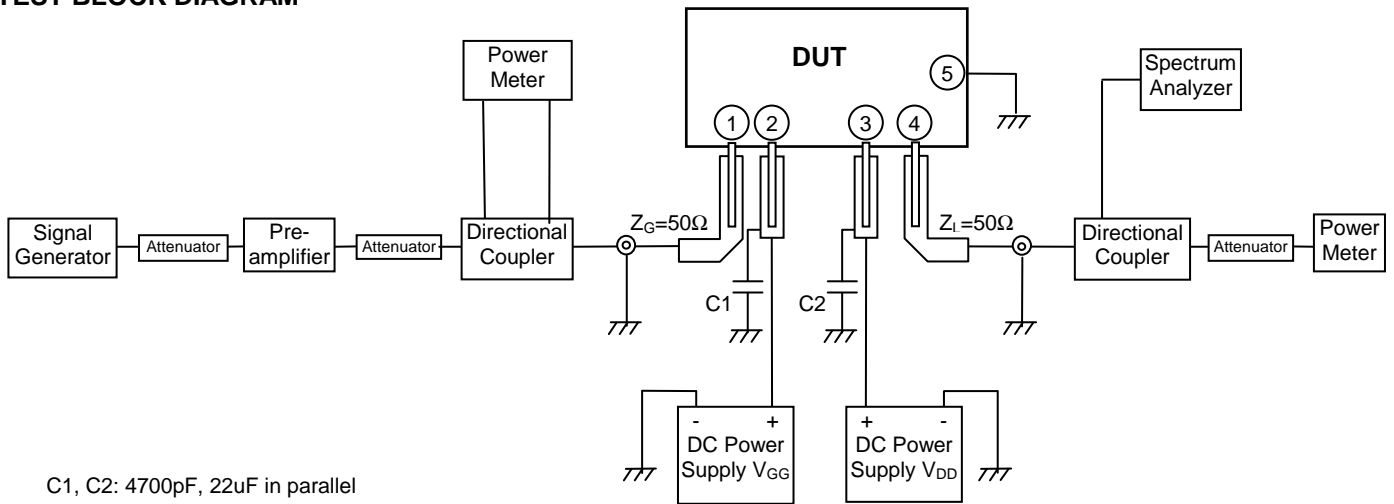 TEST BLOCK DIAGRAM
DUT
5
1 2 3 4
Power
Meter
Spectrum
Analyzer
Signal
Generator
Attenuator
Pre-
amplifier
Attenuator
Directional
Coupler
ZG=50Ω
C1
C2
ZL=50Ω
Directional
Coupler
Attenuator
Power
Meter
- +
DC Power
Supply VGG
+ -
DC Power
Supply VDD
C1, C2: 4700pF, 22uF in parallel